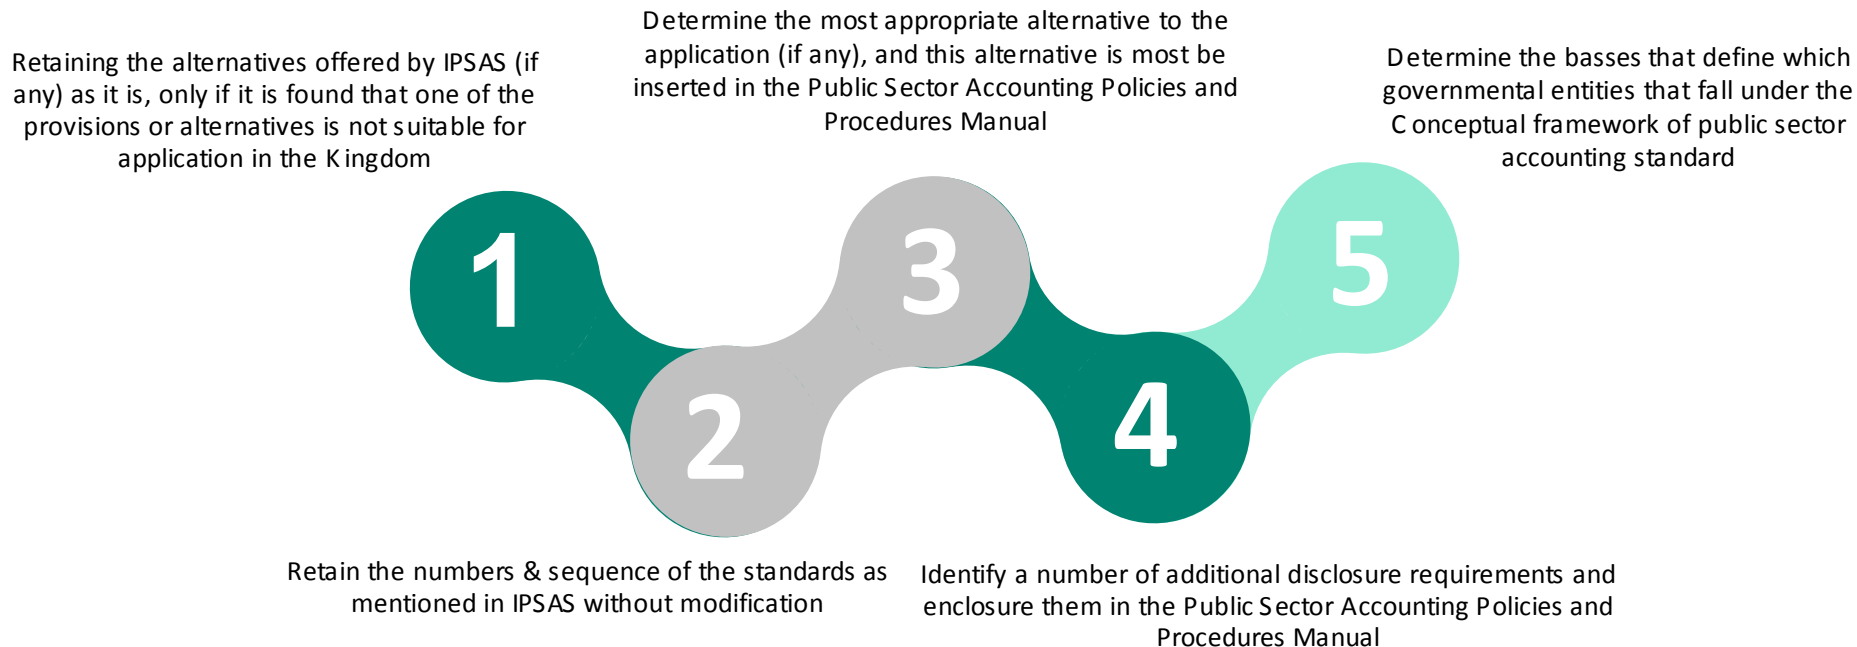 Retaining the alternatives offered by IPSAS (if
any) as it is, only if it is found that one of the
provisions or alternatives is not suitable for
application in the Kingdom
1
Retain the numbers & sequence of the standards as
mentioned in IPSAS without modification
2
Determine the most appropriate alternative to the
application (if any), and this alternative is most be
inserted in the Public Sector Accounting Policies and
Procedures Manual
3
Identify a number of additional disclosure requirements and
enclosure them in the Public Sector Accounting Policies and
Procedures Manual
4
Determine the basses that define which
governmental entities that fall under the
Conceptual framework of public sector
accounting standard
5